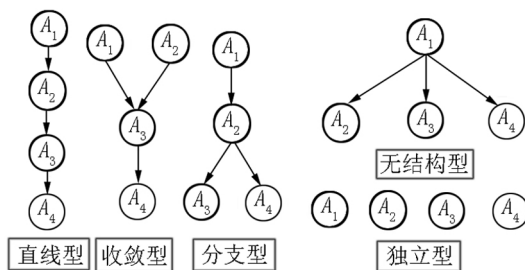 A₁
A₂
A₃
A₄
直线型
A₁ A₂
A₃
A₄
收敛型
A₁
A₂
A₃ A₄
分支型
A₁
A₂ A₃ A₄
无结构型
A₁ A₂ A₃ A₄
独立型